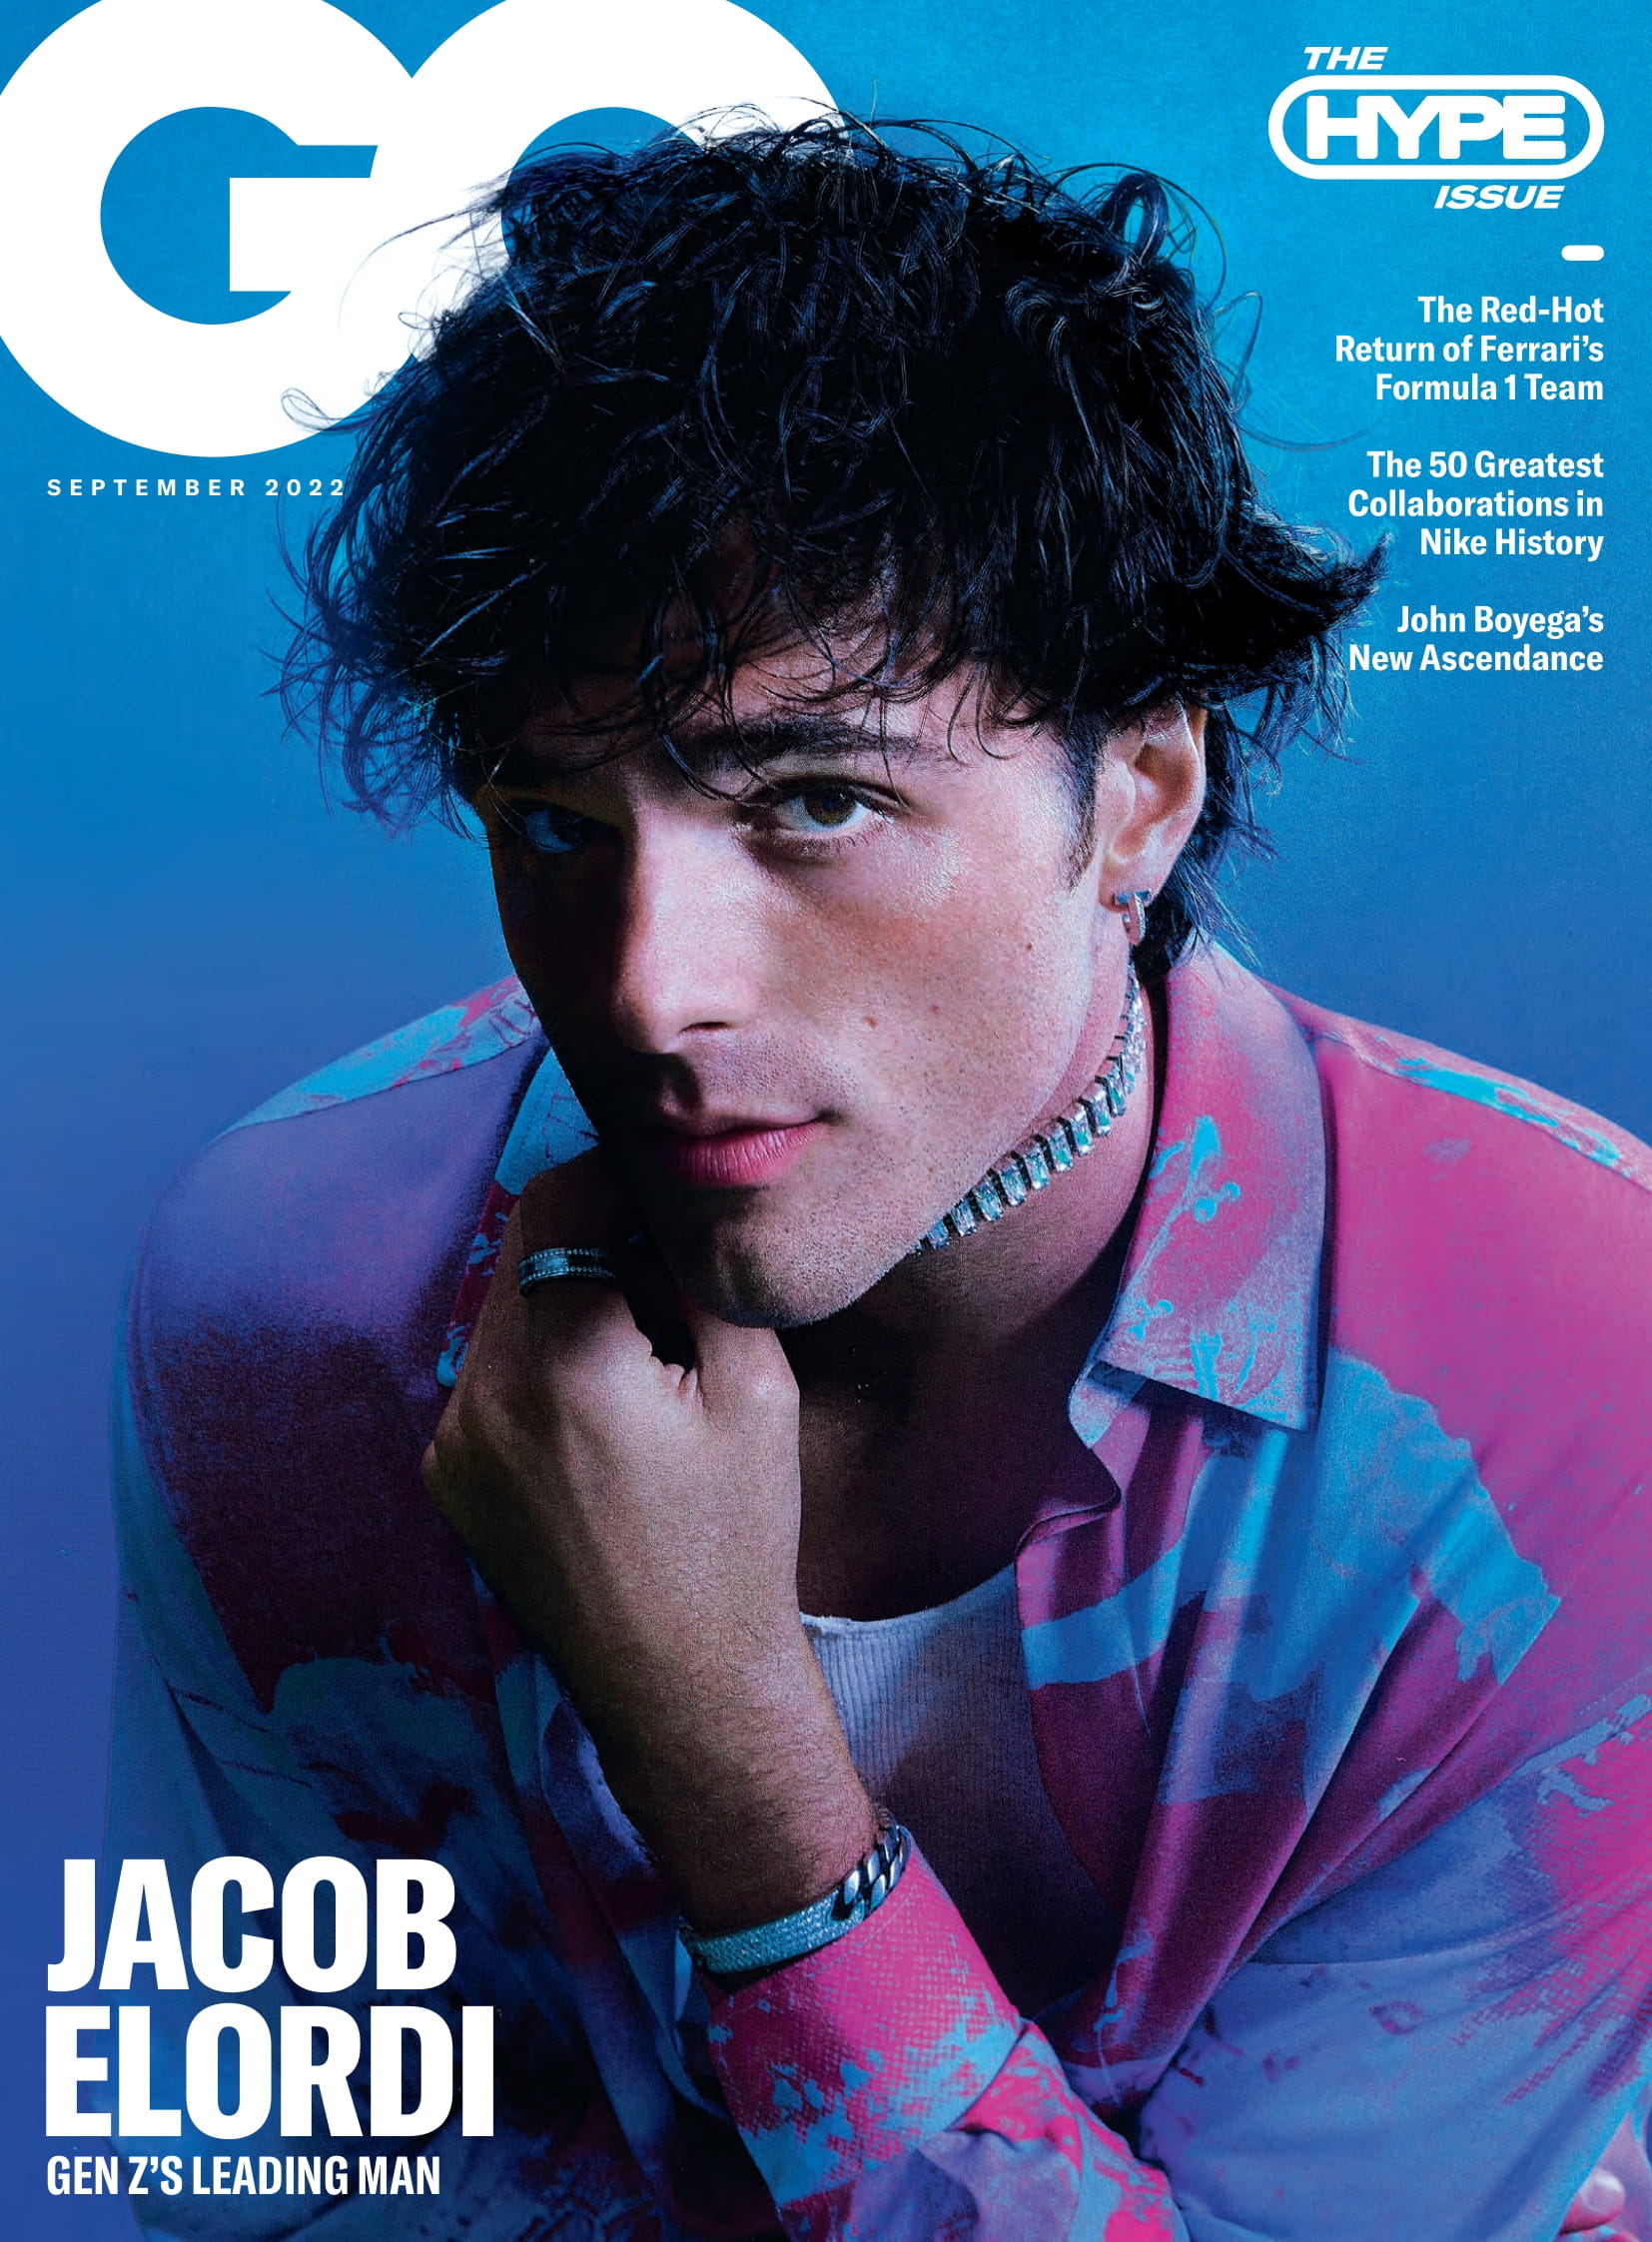 GQ
SEPTEMBER 2022
THE
HYPE
ISSUE
The Red-Hot
Return of Ferrari’s
Formula 1 Team
The 50 Greatest
Collaborations in
Nike History
John Boyega’s
New Ascendance
JACOB
ELORDI
GEN Z’S LEADING MAN